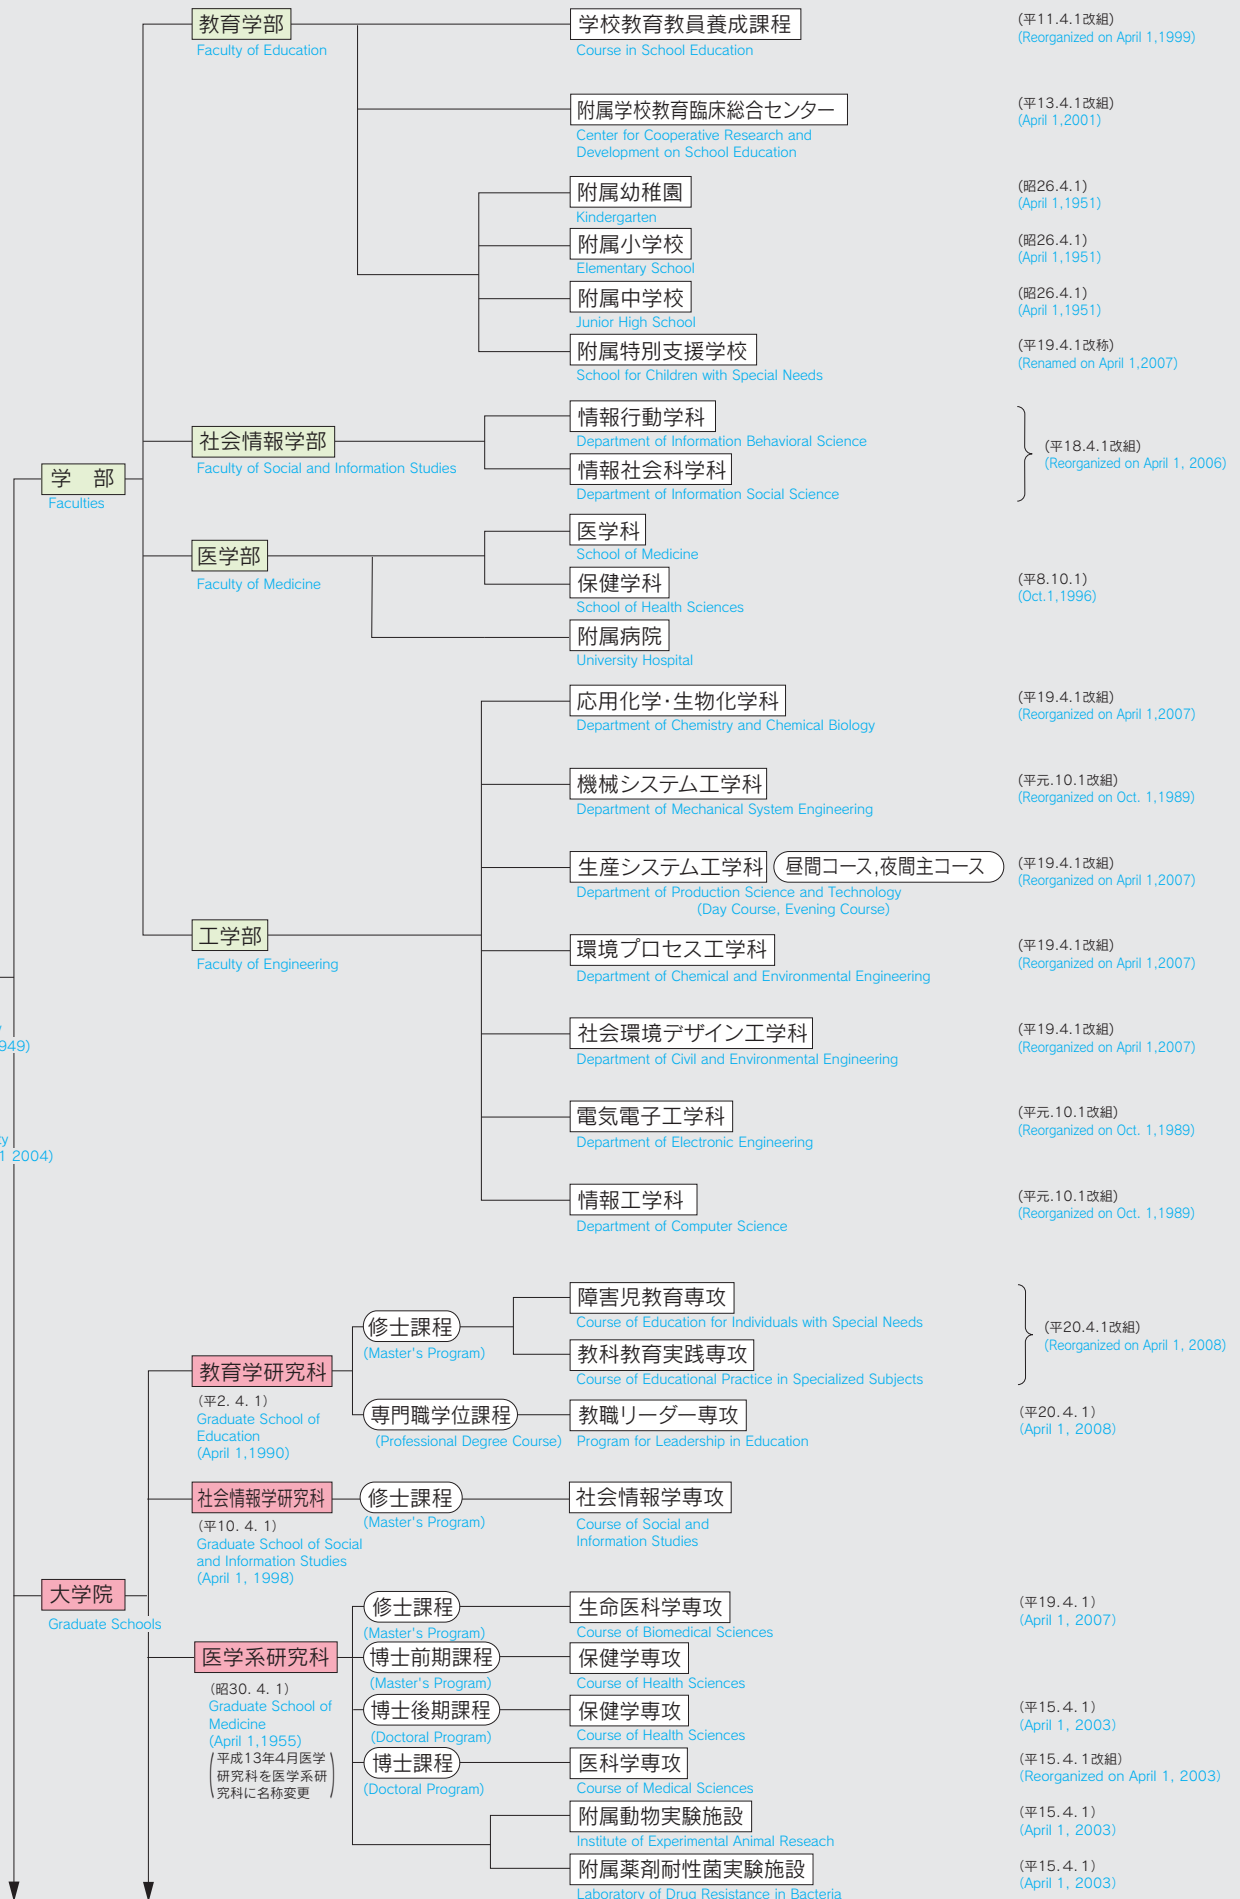 教育学部
Faculty of Education
学校教育教員養成課程
Course in School Education
(平11.4.1改組)
(Reorganized on April 1,1999)
附属学校教育臨床総合センター
Center for Cooperative Research and
Development on School Education
(平13.4.1改組)
(April 1,2001)
附属幼稚園
Kindergarten
(昭26.4.1)
(April 1,1951)
附属小学校
Elementary School
(昭26.4.1)
(April 1,1951)
附属中学校
Junior High School
(昭26.4.1)
(April 1,1951)
附属特別支援学校
School for Children with Special Needs
(平19.4.1改称)
(Renamed on April 1,2007)
学　部
Faculties
社会情報学部
Faculty of Social and Information Studies
情報行動学科
Department of Information Behavioral Science
情報社会科学科
Department of Information Social Science
(平18.4.1改組)
(Reorganized on April 1, 2006)
医学部
Faculty of Medicine
医学科
School of Medicine
保健学科
School of Health Sciences
(平8.10.1)
(Oct.1,1996)
附属病院
University Hospital
工学部
Faculty of Engineering
応用化学･生物化学科
Department of Chemistry and Chemical Biology
(平19.4.1改組)
(Reorganized on April 1,2007)
機械システム工学科
Department of Mechanical System Engineering
(平元.10.1改組)
(Reorganized on Oct. 1,1989)
生産システム工学科 昼間コース,夜間主コース
Department of Production Science and Technology
(Day Course, Evening Course)
(平19.4.1改組)
(Reorganized on April 1,2007)
環境プロセス工学科
Department of Chemical and Environmental Engineering
(平19.4.1改組)
(Reorganized on April 1,2007)
949)
社会環境デザイン工学科
Department of Civil and Environmental Engineering
(平19.4.1改組)
(Reorganized on April 1,2007)
ty
1 2004)
電気電子工学科
Department of Electronic Engineering
(平元.10.1改組)
(Reorganized on Oct. 1,1989)
情報工学科
Department of Computer Science
(平元.10.1改組)
(Reorganized on Oct. 1,1989)
大学院
Graduate Schools
教育学研究科
(平2. 4. 1)
Graduate School of
Education
(April 1,1990)
修士課程
(Master's Program)
障害児教育専攻
Course of Education for Individuals with Special Needs
教科教育実践専攻
Course of Educational Practice in Specialized Subjects
(平20.4.1改組)
(Reorganized on April 1, 2008)
専門職学位課程
(Professional Degree Course)
教職リーダー専攻
Program for Leadership in Education
(平20.4.1)
(April 1, 2008)
社会情報学研究科
(平10. 4. 1)
Graduate School of Social
and Information Studies
(April 1, 1998)
修士課程
(Master's Program)
社会情報学専攻
Course of Social and
Information Studies
医学系研究科
(昭30. 4. 1)
Graduate School of
Medicine
(April 1,1955)
(平成13年4月医学
研究科を医学系研
究科に名称変更)
修士課程
(Master's Program)
生命医科学専攻
Course of Biomedical Sciences
(平19.4.1)
(April 1, 2007)
博士前期課程
(Master's Program)
保健学専攻
Course of Health Sciences
博士後期課程
(Doctoral Program)
保健学専攻
Course of Health Sciences
(平15.4.1)
(April 1, 2003)
博士課程
(Doctoral Program)
医科学専攻
Course of Medical Sciences
(平15.4.1改組)
(Reorganized on April 1, 2003)
附属動物実験施設
Institute of Experimental Animal Reseach
(平15.4.1)
(April 1, 2003)
附属薬剤耐性菌実験施設
Laboratory of Drug Resistance in Bacteria
(平15.4.1)
(April 1, 2003)